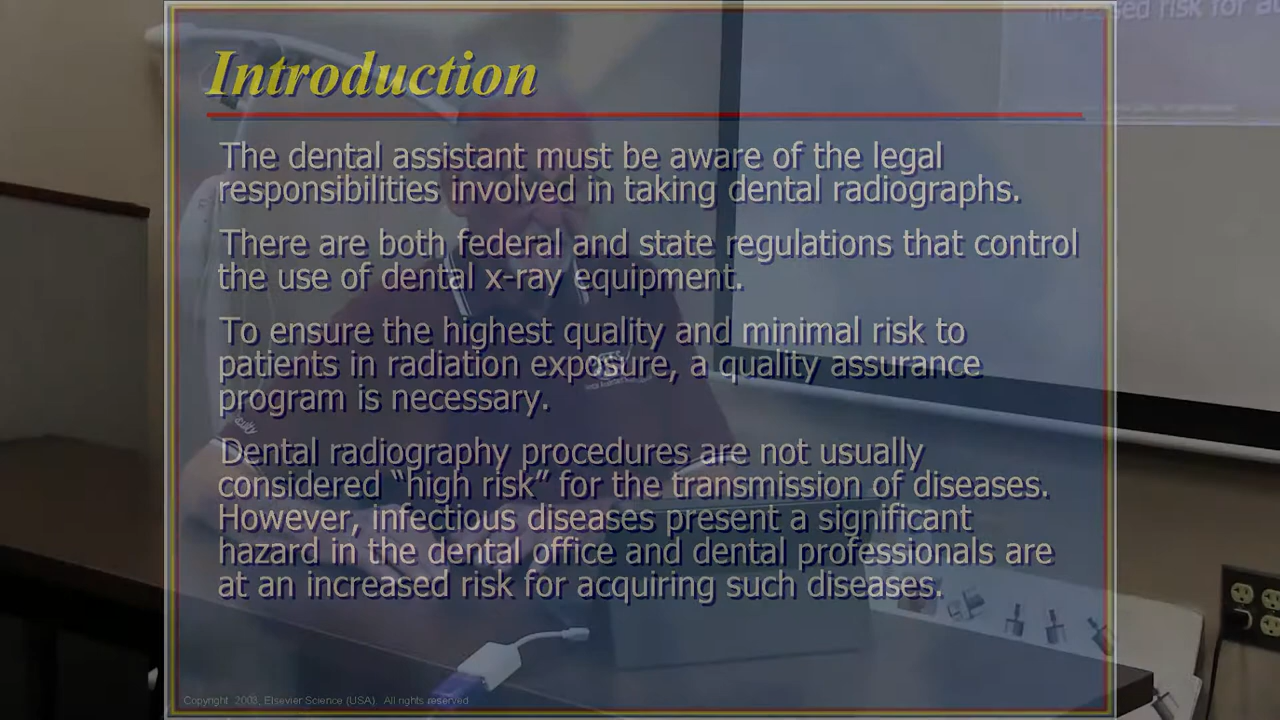 increased risk for a
Introduction
The dental assistant must be aware of the legal
responsibilities involved in taking dental radiographs.
There are both federal and state regulations that control
the use of dental x-ray equipment.
To ensure the highest quality and minimal risk to
patients in radiation exposure, a quality assurance
program is necessary.
Dental radiography procedures are not usually
considered “high risk” for the transmission of diseases.
However, infectious diseases present a significant
hazard in the dental office and dental professionals are
at an increased risk for acquiring such diseases.
Faculty
Copyright 2003, Elsevier Science (USA). All rights reserved